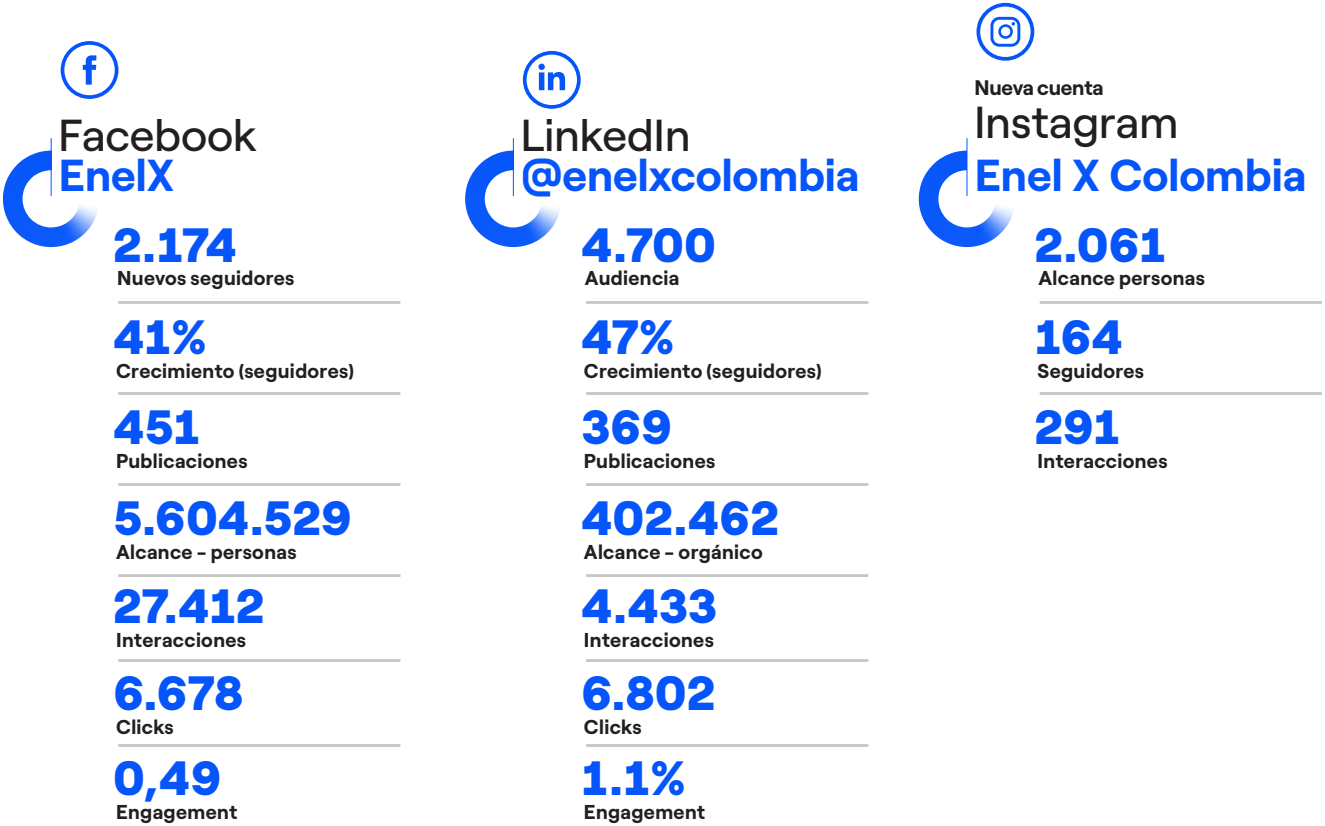 Facebook
EnelX
2.174
Nuevos seguidores
41%
Crecimiento (seguidores)
451
Publicaciones
5.604.529
Alcance - personas
27.412
Interacciones
6.678
Clicks
0,49
Engagement
LinkedIn
@enelxcolombia
4.700
Audiencia
47%
Crecimiento (seguidores)
369
Publicaciones
402.462
Alcance - orgánico
4.433
Interacciones
6.802
Clicks
1.1%
Engagement
Nueva cuenta
Instagram
Enel X Colombia
2.061
Alcance personas
164
Seguidores
291
Interacciones